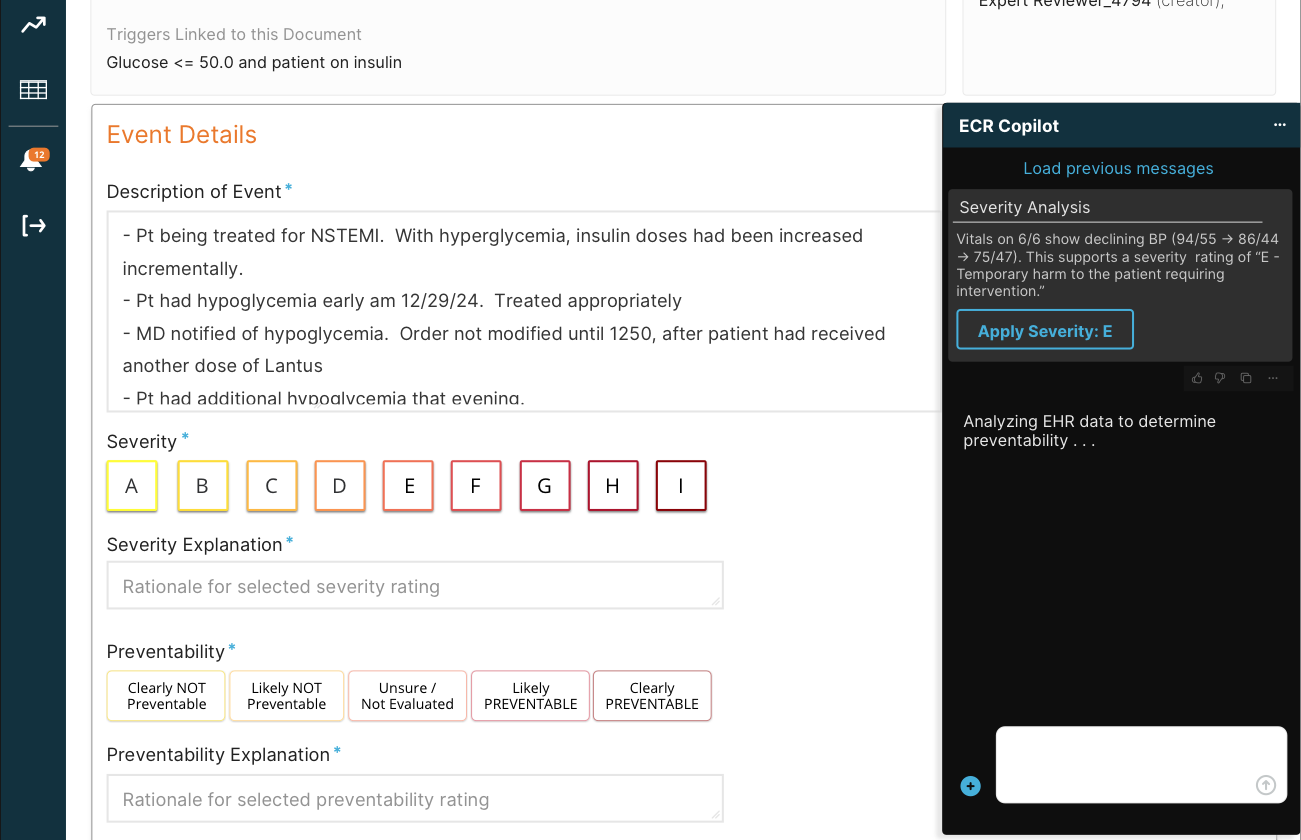 Expert Reviewer_4794 (creator),
Triggers Linked to this Document
Glucose <= 50.0 and patient on insulin
12
Event Details
Description of Event*
- Pt being treated for NSTEMI.  With hyperglycemia, insulin doses had been increased
incrementally.
- Pt had hypoglycemia early am 12/29/24.  Treated appropriately
- MD notified of hypoglycemia.  Order not modified until 1250, after patient had received
another dose of Lantus
- Pt had additional hypoglycemia that evening.
Severity*
A B C D E F G H I
Severity Explanation*
Rationale for selected severity rating
Preventability*
Clearly NOT
Preventable
Likely NOT
Preventable
Unsure /
Not Evaluated
Likely
PREVENTABLE
Clearly
PREVENTABLE
Preventability Explanation*
Rationale for selected preventability rating
ECR Copilot
Load previous messages
Severity Analysis
Vitals on 6/6 show declining BP (94/55 → 86/44
→ 75/47). This supports a severity  rating of “E -
Temporary harm to the patient requiring
intervention.”
Apply Severity: E
Analyzing EHR data to determine
preventability . . .